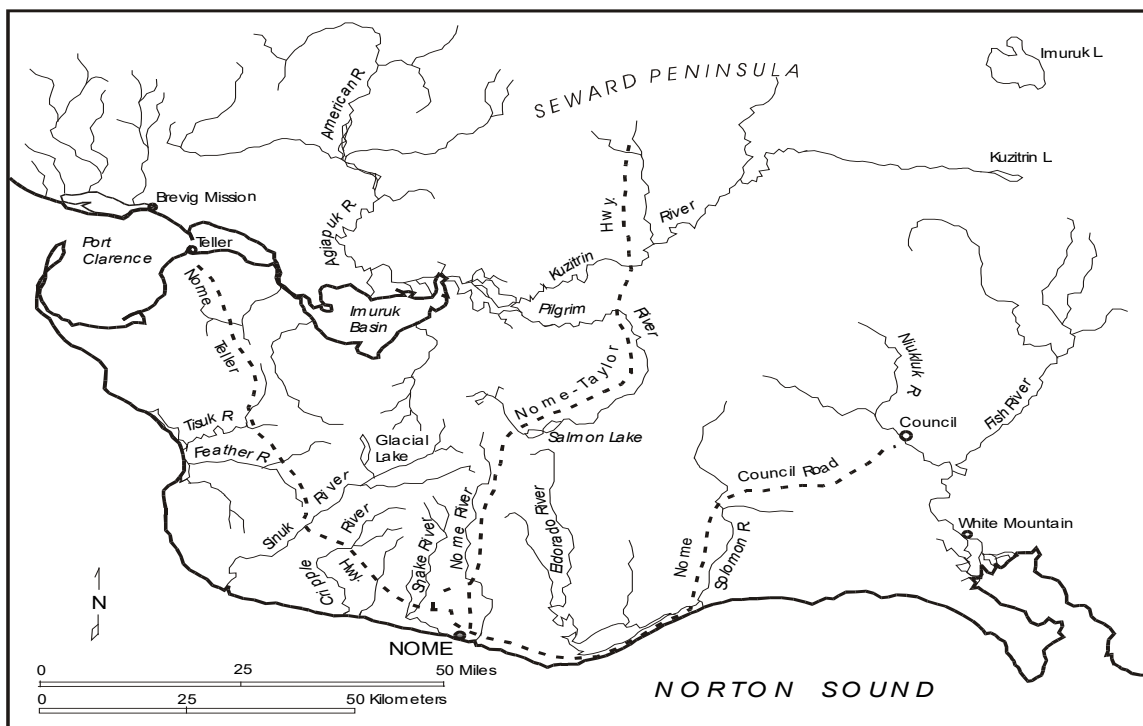 Imuruk L
SEWARD PENINSULA
American R.
Kuzitrin L
Hwy.
River
Brevig Mission
Port
Clarence
Teller
Agiapuk R
Kuzitrin
Nome
Imuruk
Basin
Pilgrim
River
Teller
Niukluk R
Nome-Taylor
Fish River
Tisuk R
Glacial
Lake
Salmon Lake
Council
Feather R
Council Road
Sinuk River
River
Nome River
Eldorado River
White Mountain
Cripple
Hwy.
Snake River
Nome
Solomon R.
N
NOME
0 25 50 Miles
0 25 50 Kilometers
NORTON SOUND